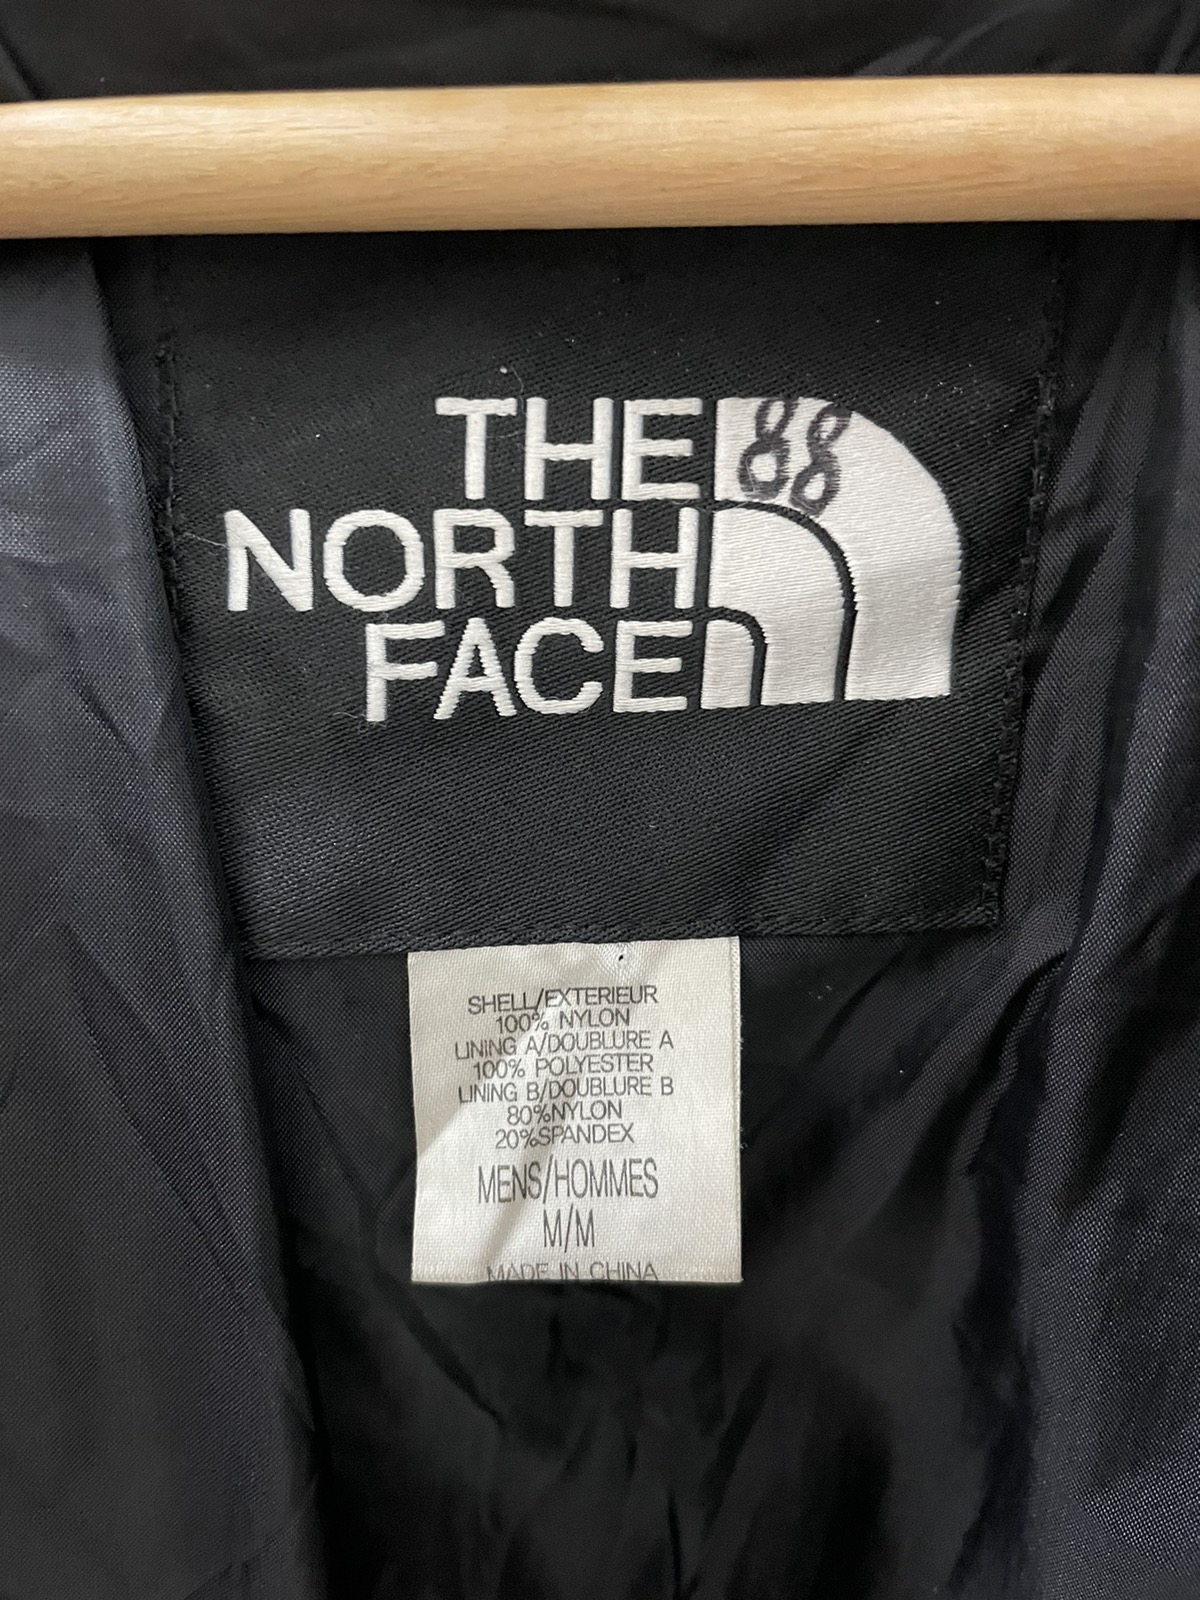 THE
NORTH
FACE
88
SHELL/EXTERIEUR
100% NYLON
LINING A/DOUBLURE A
100% POLYESTER
LINING B/DOUBLURE B
80%NYLON
20%SPANDEX
MENS/HOMMES
M/M
MADE IN CHINA